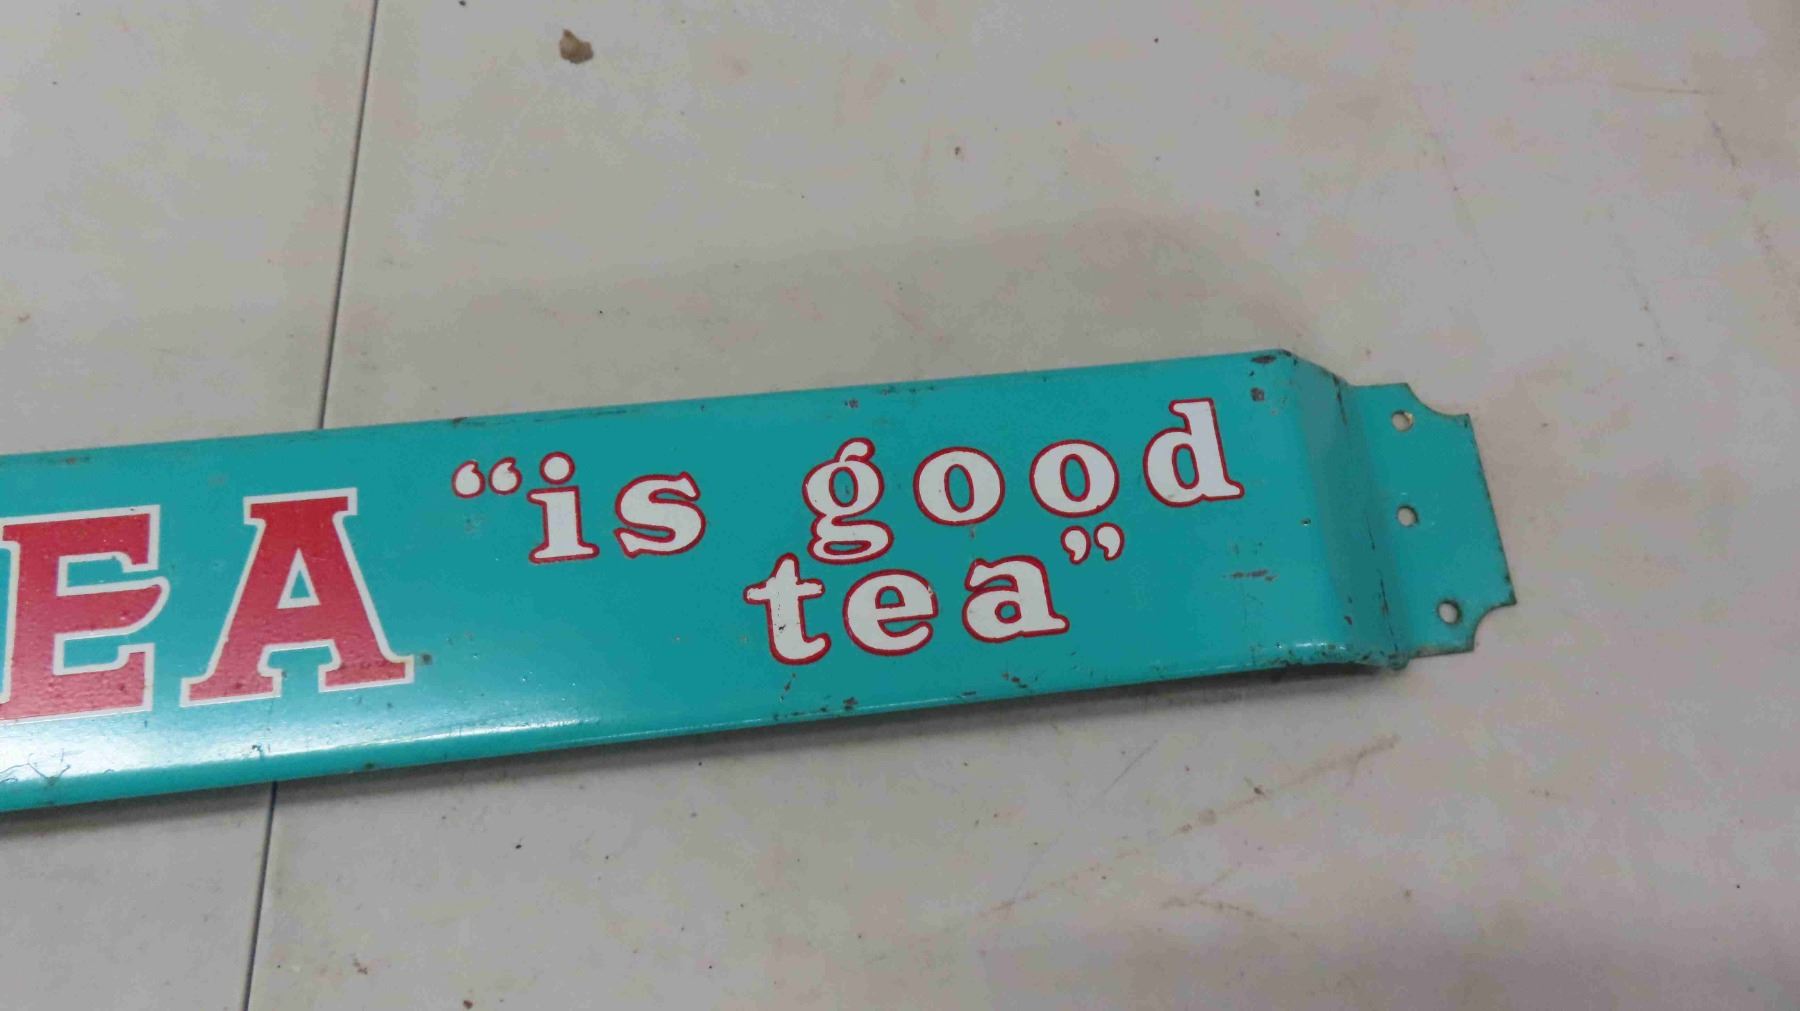 EA “is good
tea”